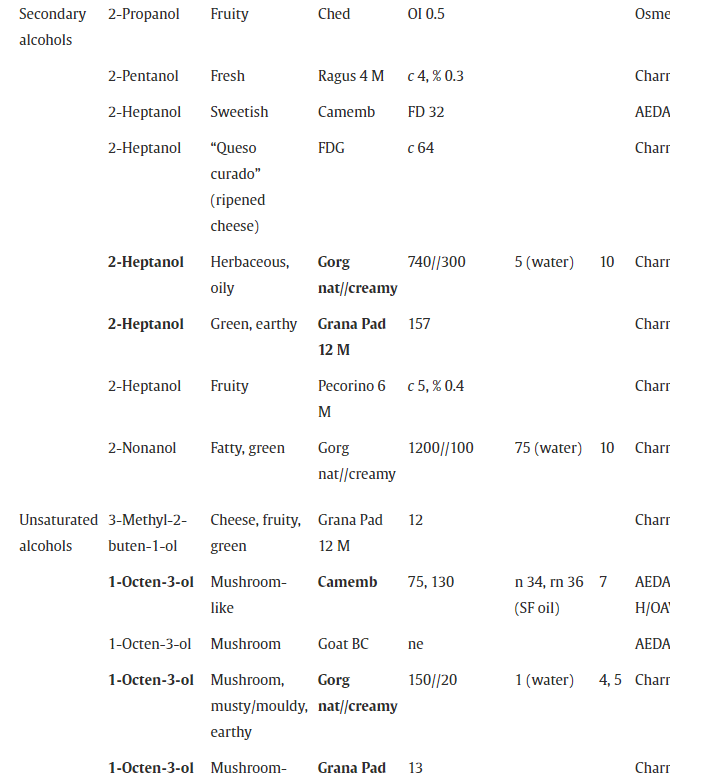 Secondary 2-Propanol Fruity Ched OI 0.5 Osme
alcohols
2-Pentanol Fresh Ragus 4 M c 4, % 0.3 Charr
2-Heptanol Sweetish Camemb FD 32 AEDA
2-Heptanol “Queso FDG c 64 Charr
curado”
(ripened
cheese)
2-Heptanol Herbaceous, Gorg 740//300 5 (water) 10 Charr
oily nat//creamy
2-Heptanol Green, earthy Grana Pad 157 Charr
12 M
2-Heptanol Fruity Pecorino 6 c 5, % 0.4 Charr
M
2-Nonanol Fatty, green Gorg 1200//100 75 (water) 10 Charr
nat//creamy
Unsaturated 3-Methyl-2- Cheese, fruity, Grana Pad 12 Charr
alcohols buten-1-ol green 12 M
1-Octen-3-ol Mushroom- Camemb 75, 130 n 34, rn 36 7 AEDA
like (SF oil) H/OA
1-Octen-3-ol Mushroom Goat BC ne AEDA
1-Octen-3-ol Mushroom, Gorg 150//20 1 (water) 4, 5 Charr
musty/mouldy, nat//creamy
earthy
1-Octen-3-ol Mushroom- Grana Pad 13 Charr